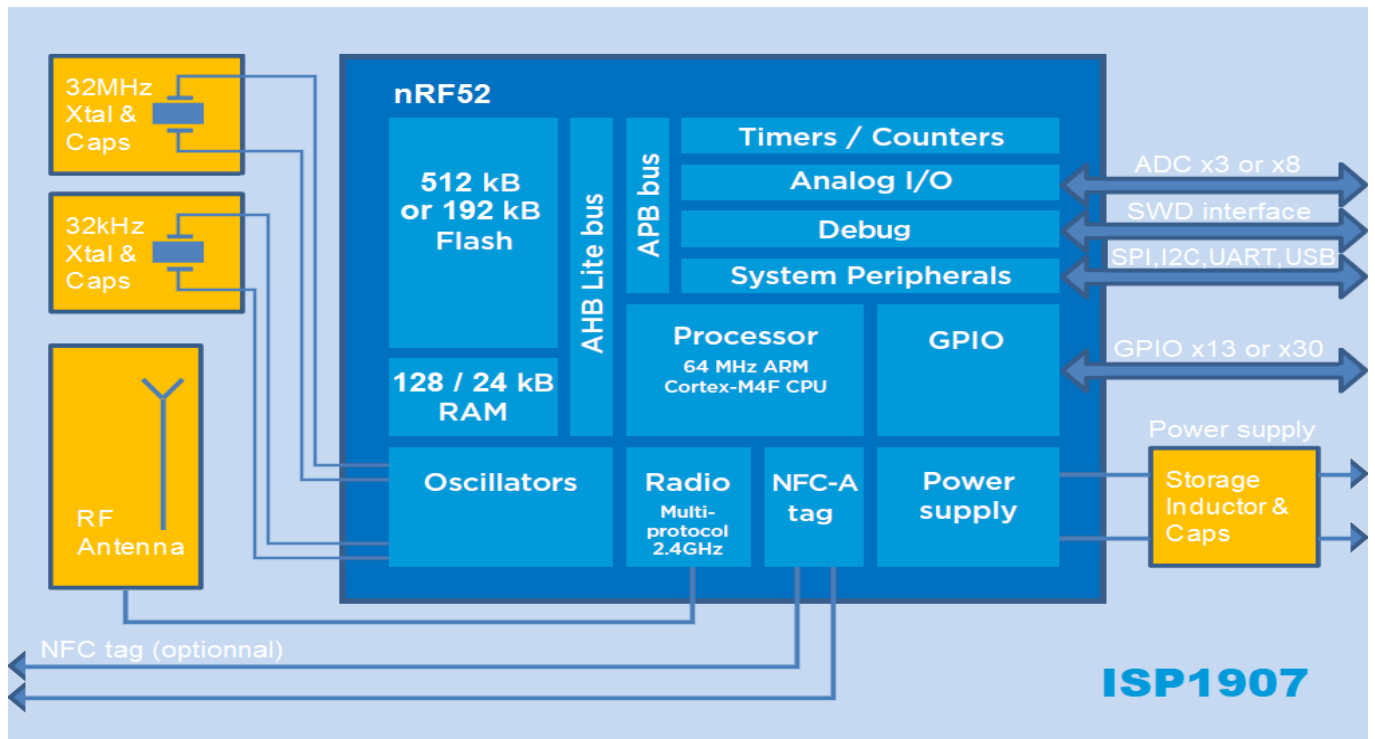 32MHz
Xtal &
Caps
32kHz
Xtal &
Caps
RF
Antenna
nRF52
512 kB
or 192 kB
Flash
128 / 24 kB
RAM
AHB Lite bus
APB bus
Timers / Counters
Analog I/O
Debug
System Peripherals
Processor
64 MHz ARM
Cortex-M4F CPU
GPIO
Oscillators
Radio
Multi-
protocol
2.4GHz
NFC-A
tag
Power
supply
ADC x3 or x8
SWD interface
SPI,I2C,UART,USB
GPIO x13 or x30
Power supply
Storage
Inductor &
Caps
NFC tag (optionnal)
ISP1907